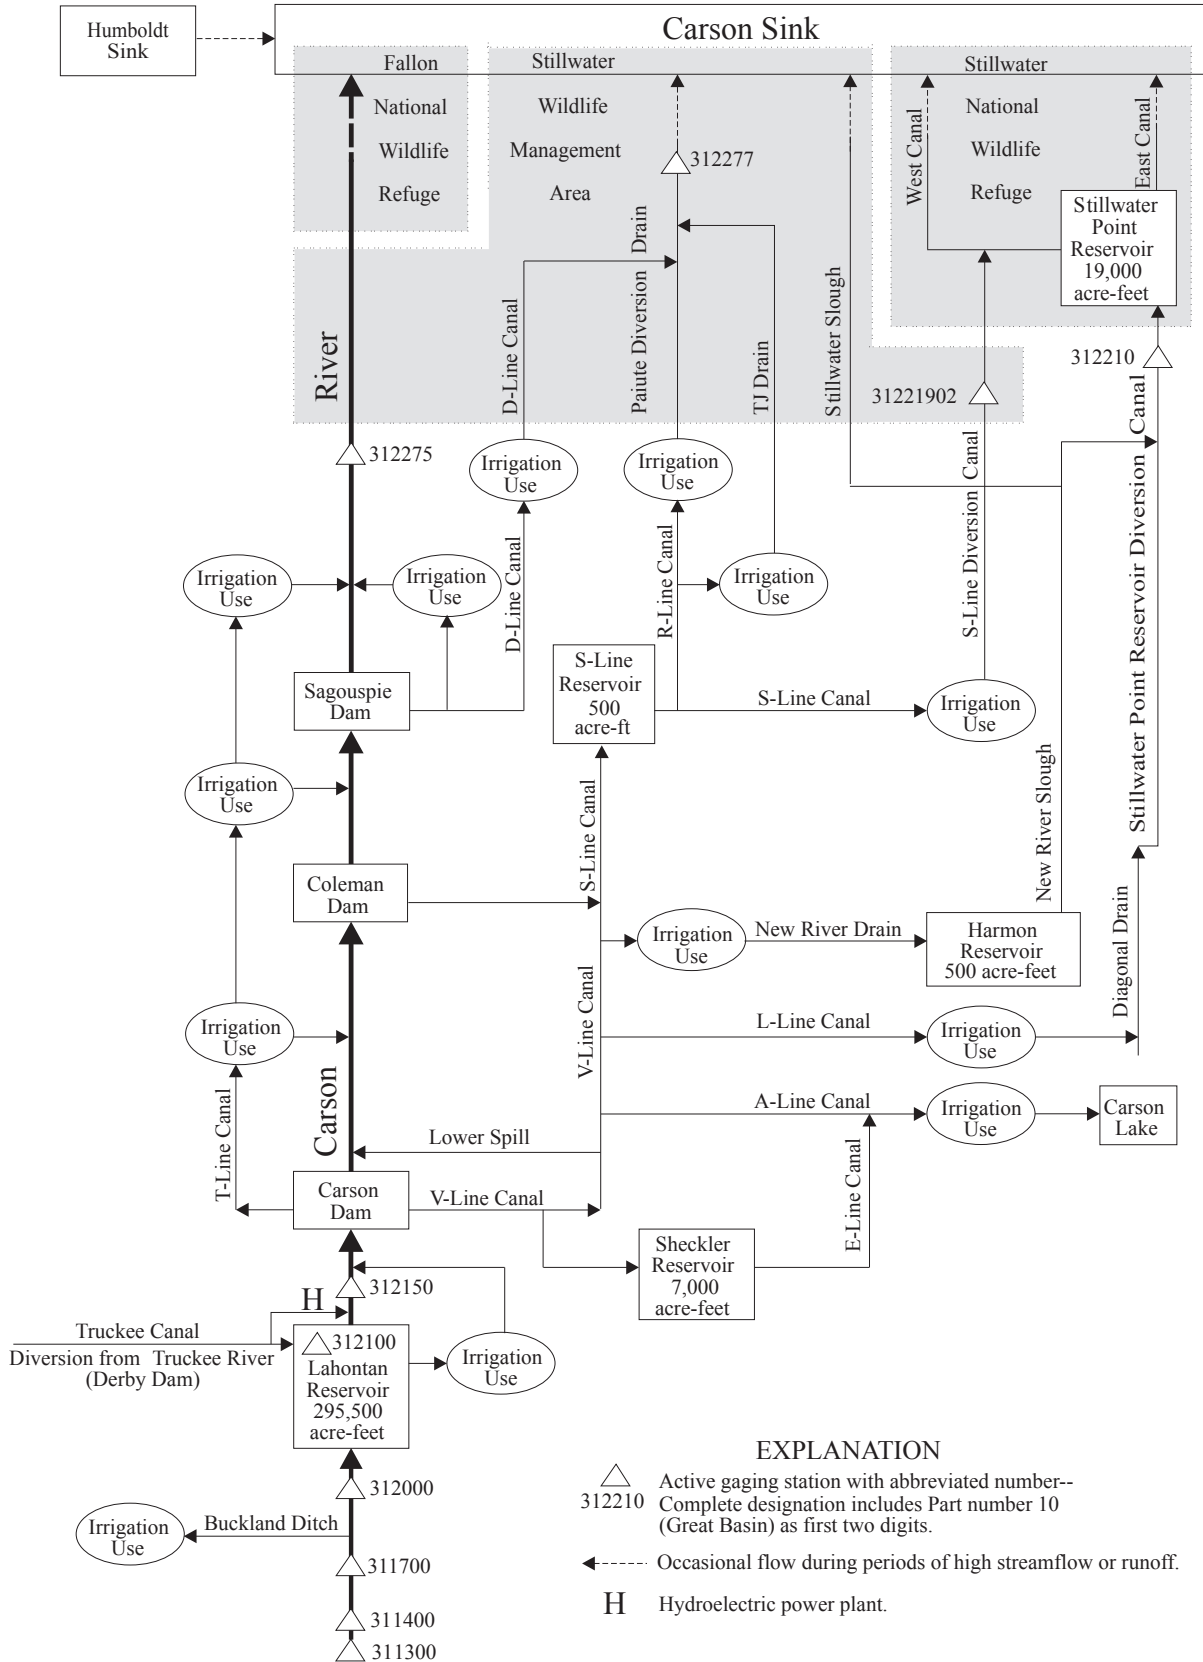 Humboldt
Sink
Carson Sink
Fallon
National
Wildlife
Refuge
Stillwater
Wildlife
Management
Area
Stillwater
National
Wildlife
Refuge
312277
West Canal
East Canal
Stillwater
Point
Reservoir
19,000
acre-feet
River
D-Line Canal
Paiute Diversion Drain
TJ Drain
Stillwater Slough
31221902
312210
312275
Irrigation
Use
Irrigation
Use
Irrigation
Use
Irrigation
Use
Irrigation
Use
D-Line Canal
R-Line Canal
S-Line Diversion Canal
Stillwater Point Reservoir Diversion Canal
Sagouspie
Dam
S-Line
Reservoir
500
acre-ft
S-Line Canal
Irrigation
Use
Irrigation
Use
S-Line Canal
New River Slough
Coleman
Dam
Irrigation
Use
New River Drain
Harmon
Reservoir
500 acre-feet
Diagonal Drain
V-Line Canal
Irrigation
Use
L-Line Canal
Irrigation
Use
T-Line Canal
Carson
A-Line Canal
Irrigation
Use
Carson
Lake
Lower Spill
E-Line Canal
Carson
Dam
V-Line Canal
Sheckler
Reservoir
7,000
acre-feet
312150
H
Truckee Canal
Diversion from Truckee River
(Derby Dam)
312100
Lahontan
Reservoir
295,500
acre-feet
Irrigation
Use
312000
Irrigation
Use
Buckland Ditch
311700
311400
311300
EXPLANATION
312210
Active gaging station with abbreviated number--
Complete designation includes Part number 10
(Great Basin) as first two digits.
Occasional flow during periods of high streamflow or runoff.
H Hydroelectric power plant.